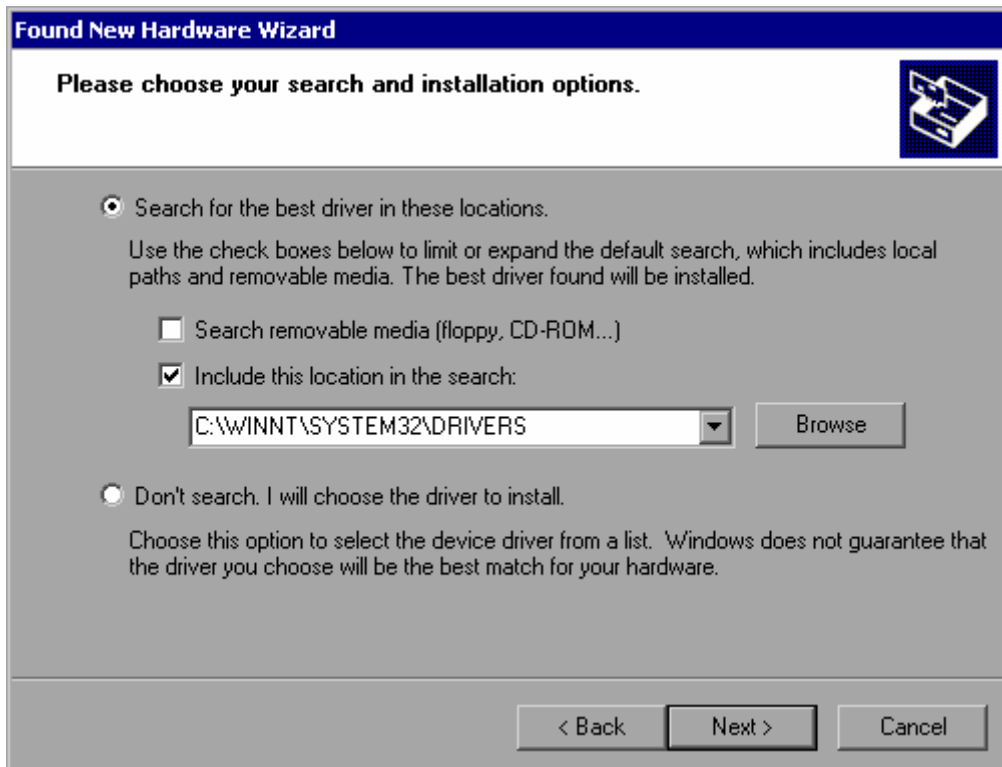 Found New Hardware Wizard
Please choose your search and installation options.
Search for the best driver in these locations.
Use the check boxes below to limit or expand the default search, which includes local
paths and removable media. The best driver found will be installed.
Search removable media (floppy, CD-ROM...)
Include this location in the search:
C:\WINNT\SYSTEM32\DRIVERS
Browse
Don't search. I will choose the driver to install.
Choose this option to select the device driver from a list.  Windows does not guarantee that
the driver you choose will be the best match for your hardware.
< Back
Next >
Cancel